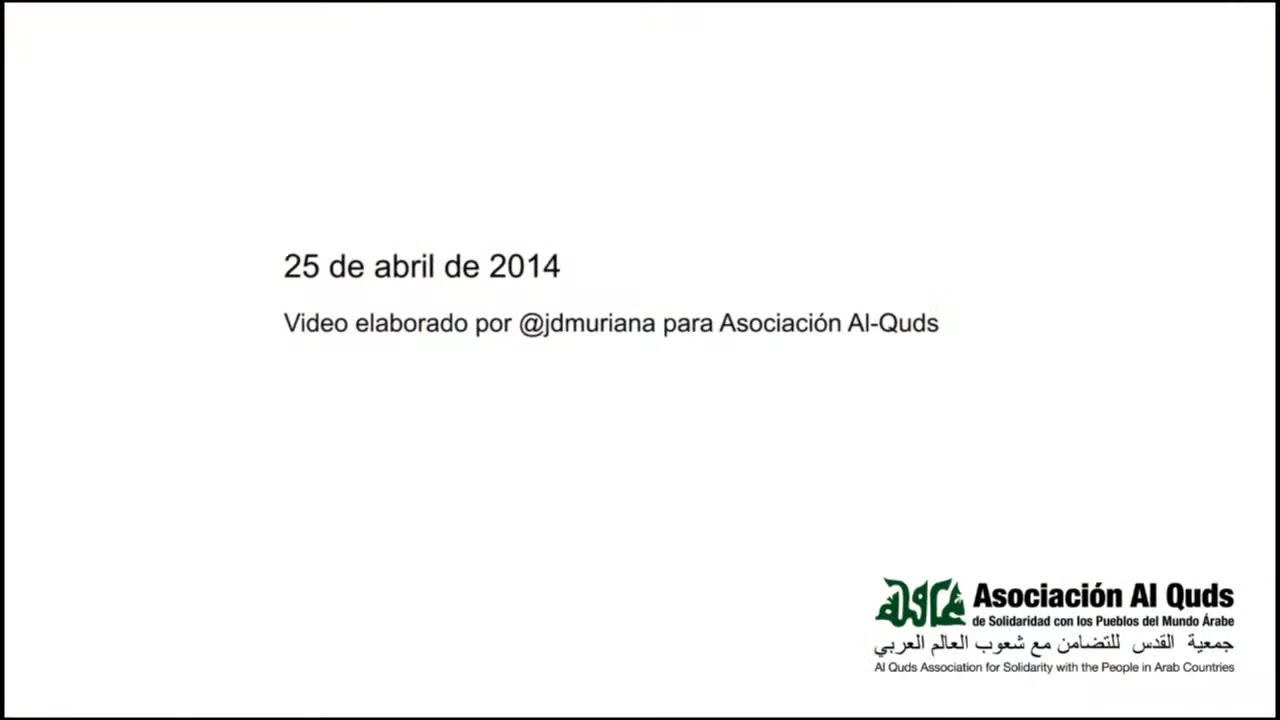 25 de abril de 2014
Video elaborado por @jdmuriana para Asociación Al-Quds
Asociación Al Quds
de Solidaridad con los Pueblos del Mundo Árabe
جمعية القدس للتضامن مع شعوب العالم العربي
Al Quds Association for Solidarity with the People in Arab Countries